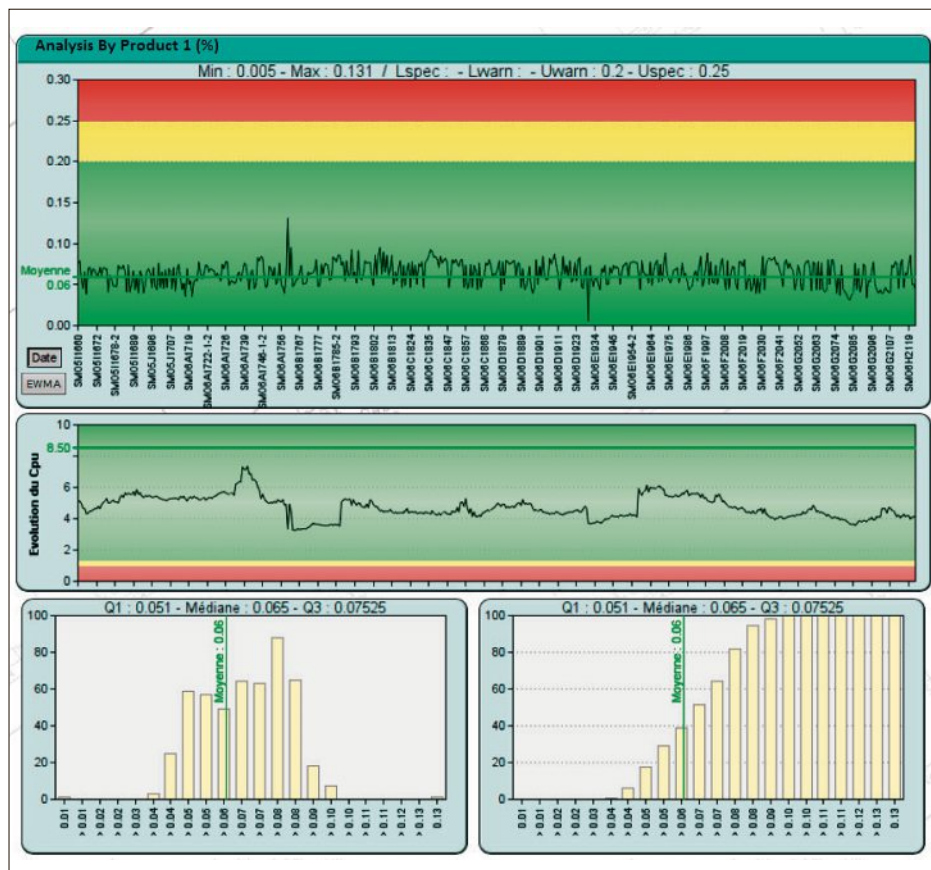 Analysis By Product 1 (%)
Min : 0.005 - Max : 0.131 / Lspec : - Lwarn : - Uwarn : 0.2 - Uspec : 0.25
0.30
0.25
0.20
0.15
0.10
Moyenne
0.06
0.05
0.00
Date
EWMA
SM05I1660
SM05I1672
SM05I1678-2
SM05I1689
SM05J1696
SM05J1707
SM06A1719
SM06A1722-1-2
SM06A1726
SM06A1739
SM06A1746-1-2
SM06A1756
SM06B1767
SM06B1777
SM06B1785-2
SM06B1793
SM06B1802
SM06B1813
SM06C1824
SM06C1835
SM06C1847
SM06C1857
SM06C1868
SM06D1879
SM06D1889
SM06D1901
SM06D1911
SM06D1923
SM06E1934
SM06E1945
SM06E1954-2
SM06E1964
SM06E1975
SM06E1986
SM06F1997
SM06F2008
SM06F2019
SM06F2030
SM06F2041
SM06G2052
SM06G2063
SM06G2074
SM06G2085
SM06G2096
SM06G2107
SM06H2119
Evolution du Cpu
10
8.50
6
4
2
0
Q1 : 0.051 - Médiane : 0.065 - Q3 : 0.07525
100
80
60
40
20
0
Moyenne : 0.06
0.01
> 0.01
> 0.02
> 0.02
> 0.03
> 0.04
> 0.04
> 0.05
> 0.05
> 0.06
> 0.07
> 0.07
> 0.08
> 0.08
> 0.09
> 0.10
> 0.10
> 0.11
> 0.11
> 0.12
> 0.13
Q1 : 0.051 - Médiane : 0.065 - Q3 : 0.07525
100
80
60
40
20
0
Moyenne : 0.06
0.01
> 0.01
> 0.02
> 0.02
> 0.03
> 0.04
> 0.04
> 0.05
> 0.05
> 0.06
> 0.07
> 0.07
> 0.08
> 0.08
> 0.09
> 0.10
> 0.10
> 0.11
> 0.11
> 0.12
> 0.13